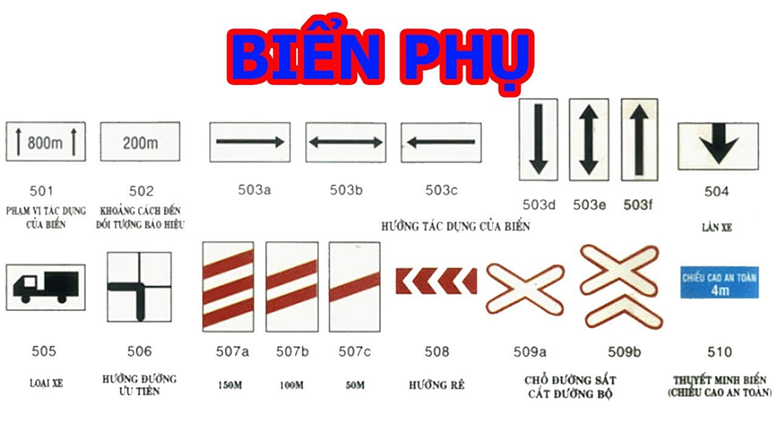 BIỂN PHỤ
800m
200m
501
502
503a
503b
503c
503d
503e
503f
504
PHẠM VI TÁC DỤNG
CỦA BIỂN
KHOẢNG CÁCH ĐẾN
ĐỐI TƯỢNG BÁO HIỆU
HƯỚNG TÁC DỤNG CỦA BIỂN
LÀN XE
CHIỀU CAO AN TOÀN
4m
505
506
507a
507b
507c
508
509a
509b
510
LOẠI XE
HƯỚNG ĐƯỜNG
ƯU TIÊN
150M
100M
50M
HƯỚNG RẼ
CHỖ ĐƯỜNG SẮT
CẮT ĐƯỜNG BỘ
THUYẾT MINH BIỂN
(CHIỀU CAO AN TOÀN)